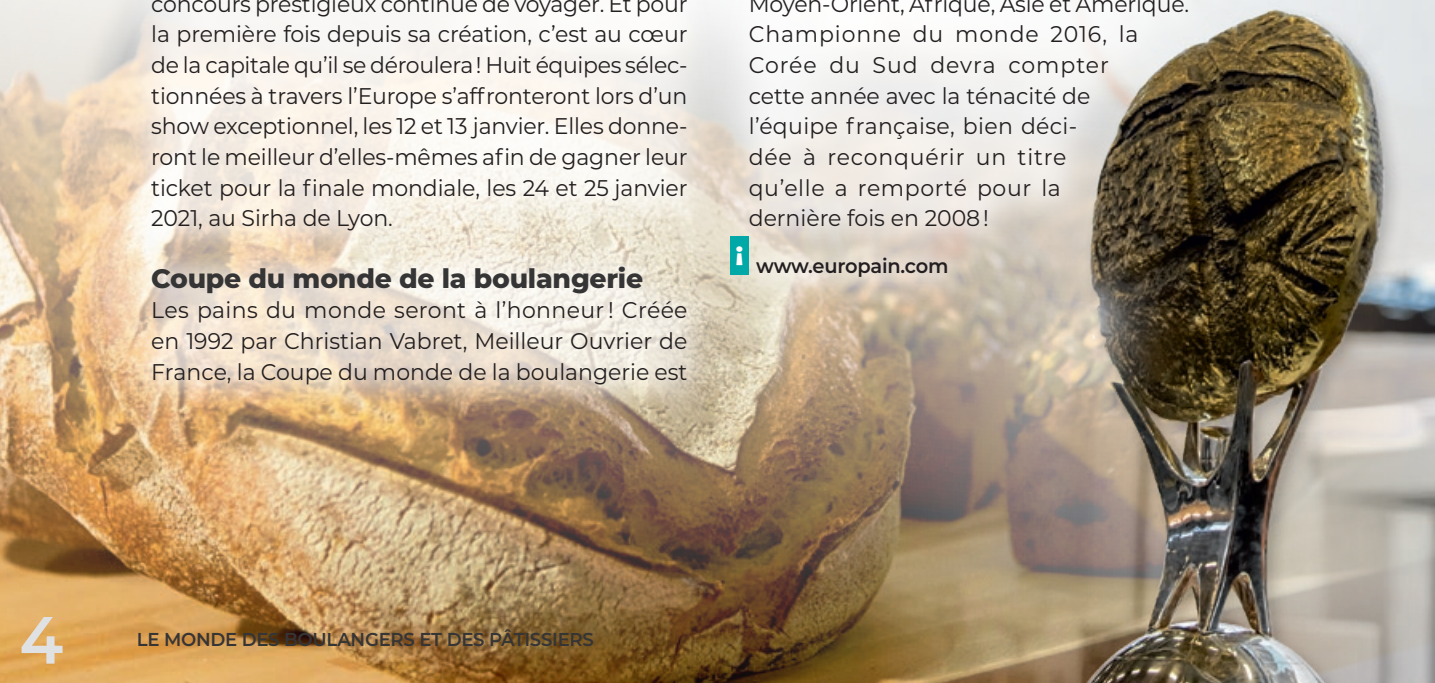 concours prestigieux continue de voyager. Et pour
la première fois depuis sa création, c’est au cœur
de la capitale qu’il se déroulera ! Huit équipes sélec-
tionnées à travers l’Europe s’affronteront lors d’un
show exceptionnel, les 12 et 13 janvier. Elles donne-
ront le meilleur d’elles-mêmes afin de gagner leur
ticket pour la finale mondiale, les 24 et 25 janvier
2021, au Sirha de Lyon.
Coupe du monde de la boulangerie
Les pains du monde seront à l’honneur ! Créée
en 1992 par Christian Vabret, Meilleur Ouvrier de
France, la Coupe du monde de la boulangerie est
Moyen-Orient, Afrique, Asie et Amérique.
Championne du monde 2016, la
Corée du Sud devra compter
cette année avec la ténacité de
l’équipe française, bien déci-
dée à reconquérir un titre
qu’elle a remporté pour la
dernière fois en 2008 !
i www.europain.com
4 LE MONDE DES BOULANGERS ET DES PÂTISSIERS